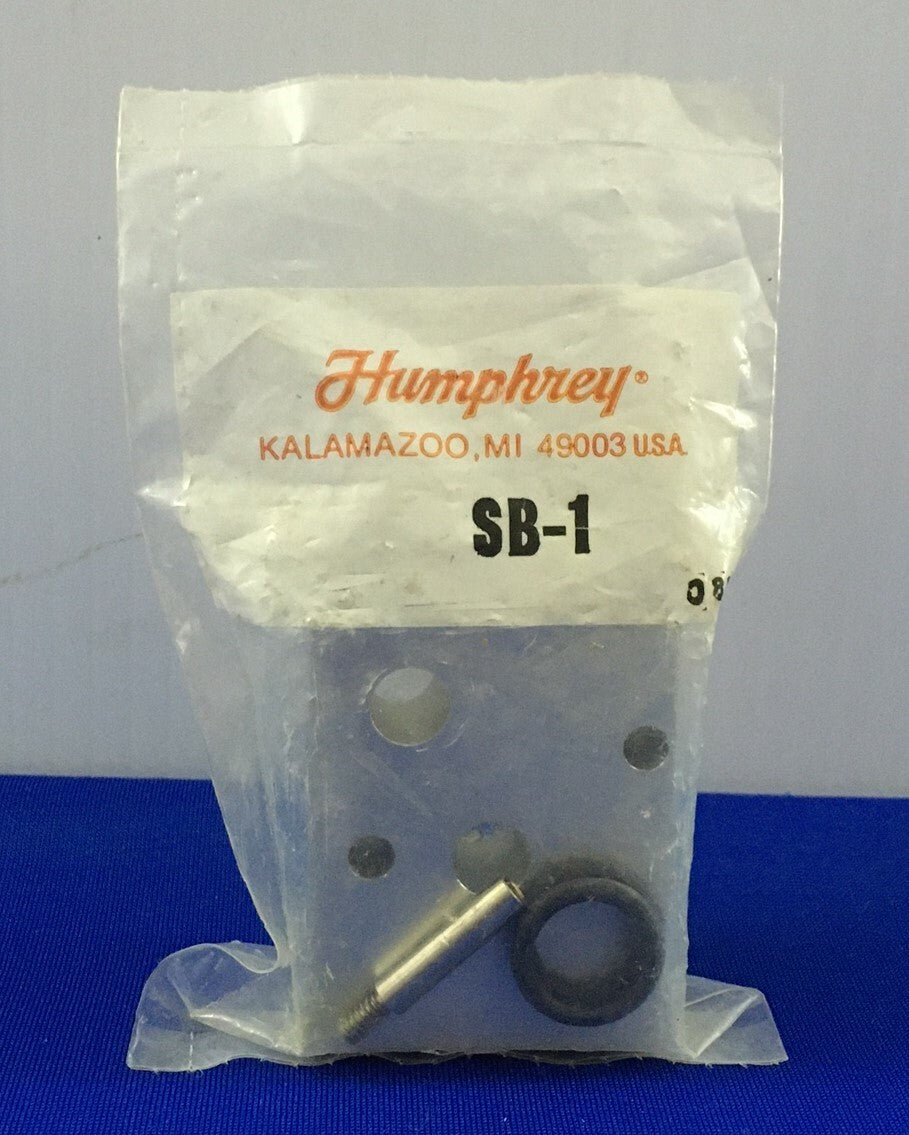 Humphrey®
KALAMAZOO, MI 49003 U.S.A.
SB-1